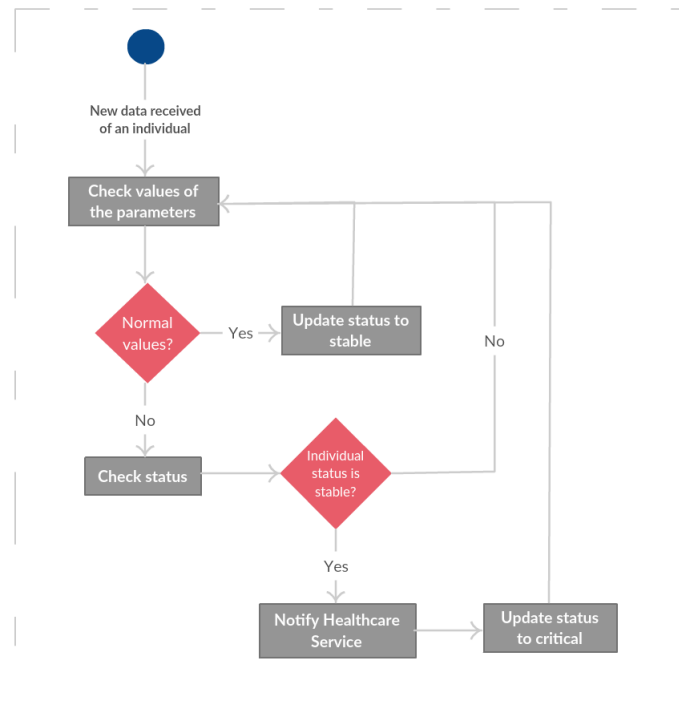 New data received
of an individual
Check values of
the parameters
Normal
values?
Yes
Update status to
stable
No
No
Check status
Individual
status is
stable?
Yes
Notify Healthcare
Service
Update status
to critical